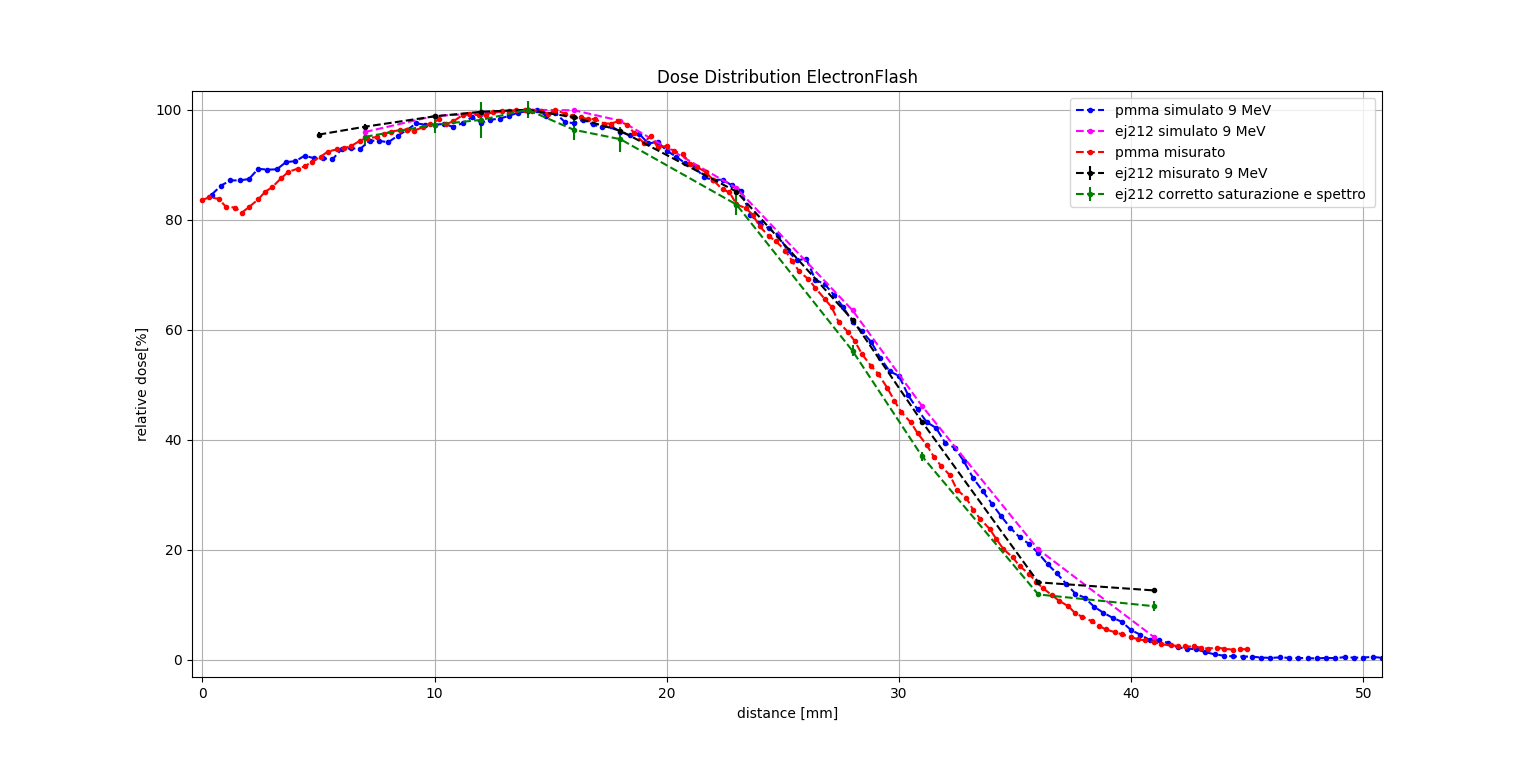 Dose Distribution ElectronFlash
pmma simulato 9 MeV
ej212 simulato 9 MeV
pmma misurato
ej212 misurato 9 MeV
ej212 corretto saturazione e spettro
relative dose[%]
100
80
60
40
20
0
0 10 20 30 40 50
distance [mm]